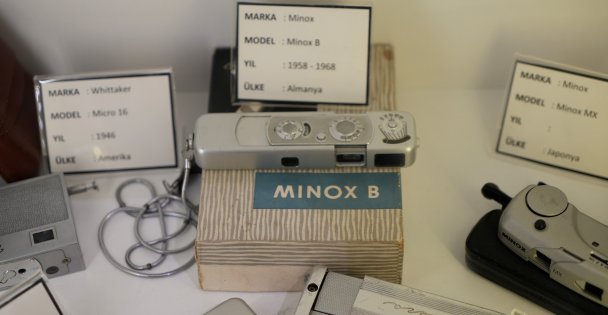 MARKA : Minox
MODEL : Minox B
YIL : 1958 - 1968
ÜLKE : Almanya
MARKA : Whittaker
MODEL : Micro 16
YIL : 1946
ÜLKE : Amerika
MARKA : Minox
MODEL : Minox MX
YIL :
ÜLKE : Japonya
MINOX B
MINOX
MX